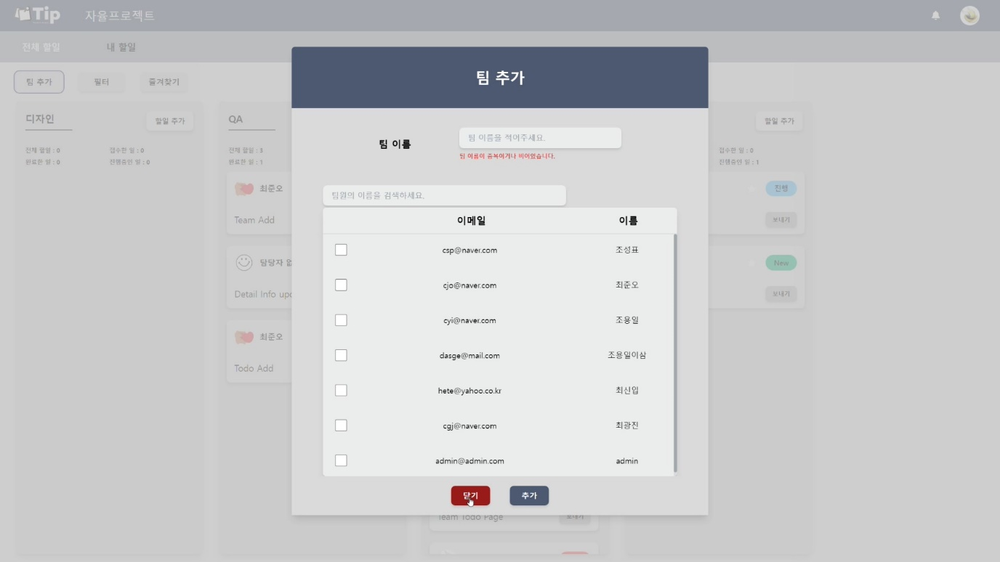 Tip 자율프로젝트
전체 할일 내 할일
팀 추가 필터 즐겨찾기
디자인 할일 추가
전체 할일 : 0 접수한 일 : 0
완료한 일 : 0 진행중인 일 : 0
QA
전체 할일 : 3
완료한 일 : 1
최준오
Team Add
담당자 없
Detail Info upd
최준오
Todo Add
팀 추가
팀 이름 팀 이름을 적어주세요.
팀 이름이 중복이거나 비어있습니다.
팀원의 이름을 검색하세요.
이메일 이름
csp@naver.com 조성표
cjo@naver.com 최준오
cyi@naver.com 조용일
dasge@mail.com 조용일이삼
hete@yahoo.co.kr 최신입
cgj@naver.com 최광진
admin@admin.com admin
닫기 추가
Team Todo Page 보내기
할일 추가
접수한 일 : 0
진행중인 일 : 1
진행
보내기
New
보내기